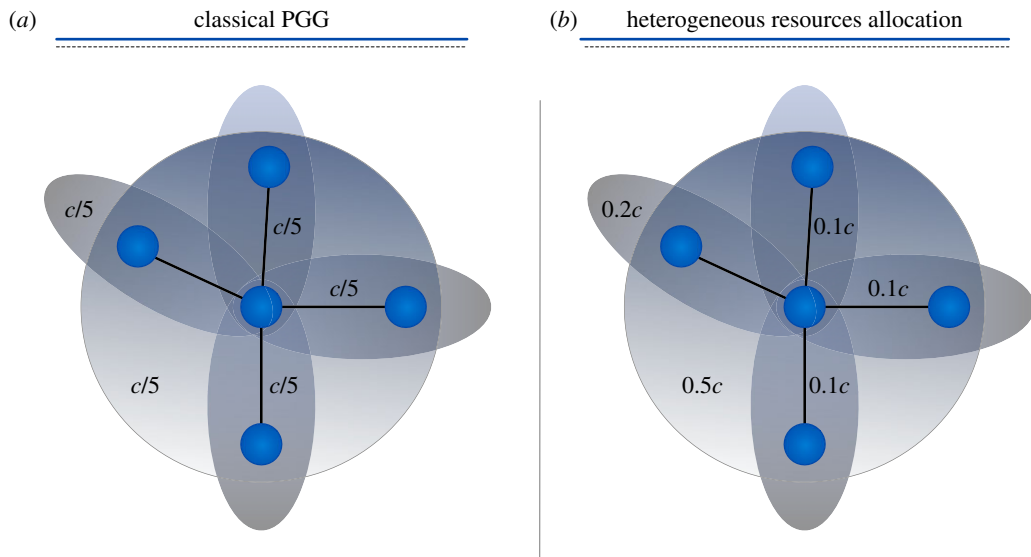 (a) classical PGG
c/5
c/5
c/5
c/5
c/5
(b) heterogeneous resources allocation
0.2c
0.1c
0.1c
0.5c
0.1c